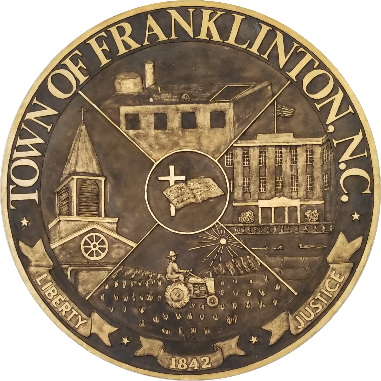 TOWN OF FRANKLINTON, N.C.
LIBERTY
1842
JUSTICE